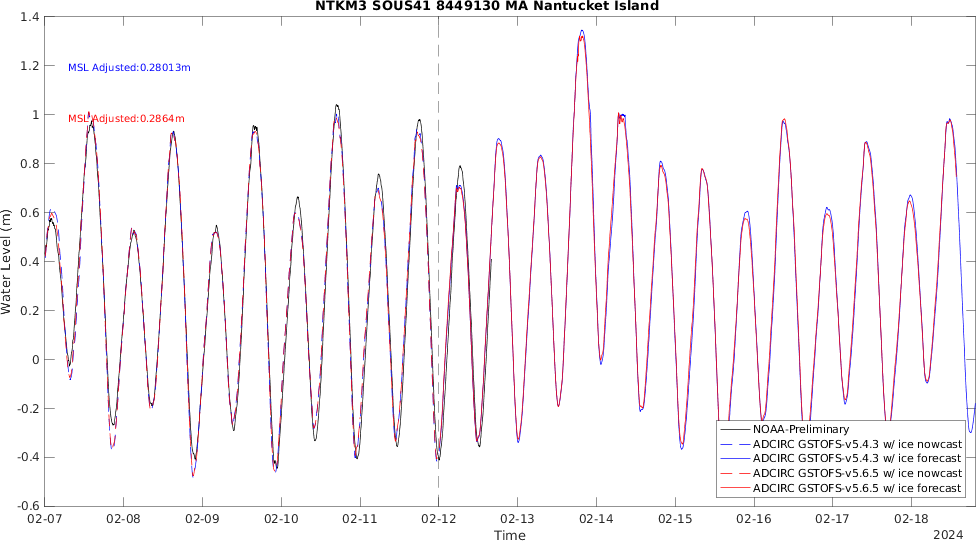 NTKM3 SOUS41 8449130 MA Nantucket Island
1.4
1.2
1
0.8
0.6
0.4
0.2
0
-0.2
-0.4
-0.6
Water Level (m)
MSL Adjusted:0.28013m
MSL Adjusted:0.2864m
NOAA-Preliminary
ADCIRC GSTOFS-v5.4.3 w/ ice nowcast
ADCIRC GSTOFS-v5.4.3 w/ ice forecast
ADCIRC GSTOFS-v5.6.5 w/ ice nowcast
ADCIRC GSTOFS-v5.6.5 w/ ice forecast
02-07 02-08 02-09 02-10 02-11 02-12 02-13 02-14 02-15 02-16 02-17 02-18
Time
2024